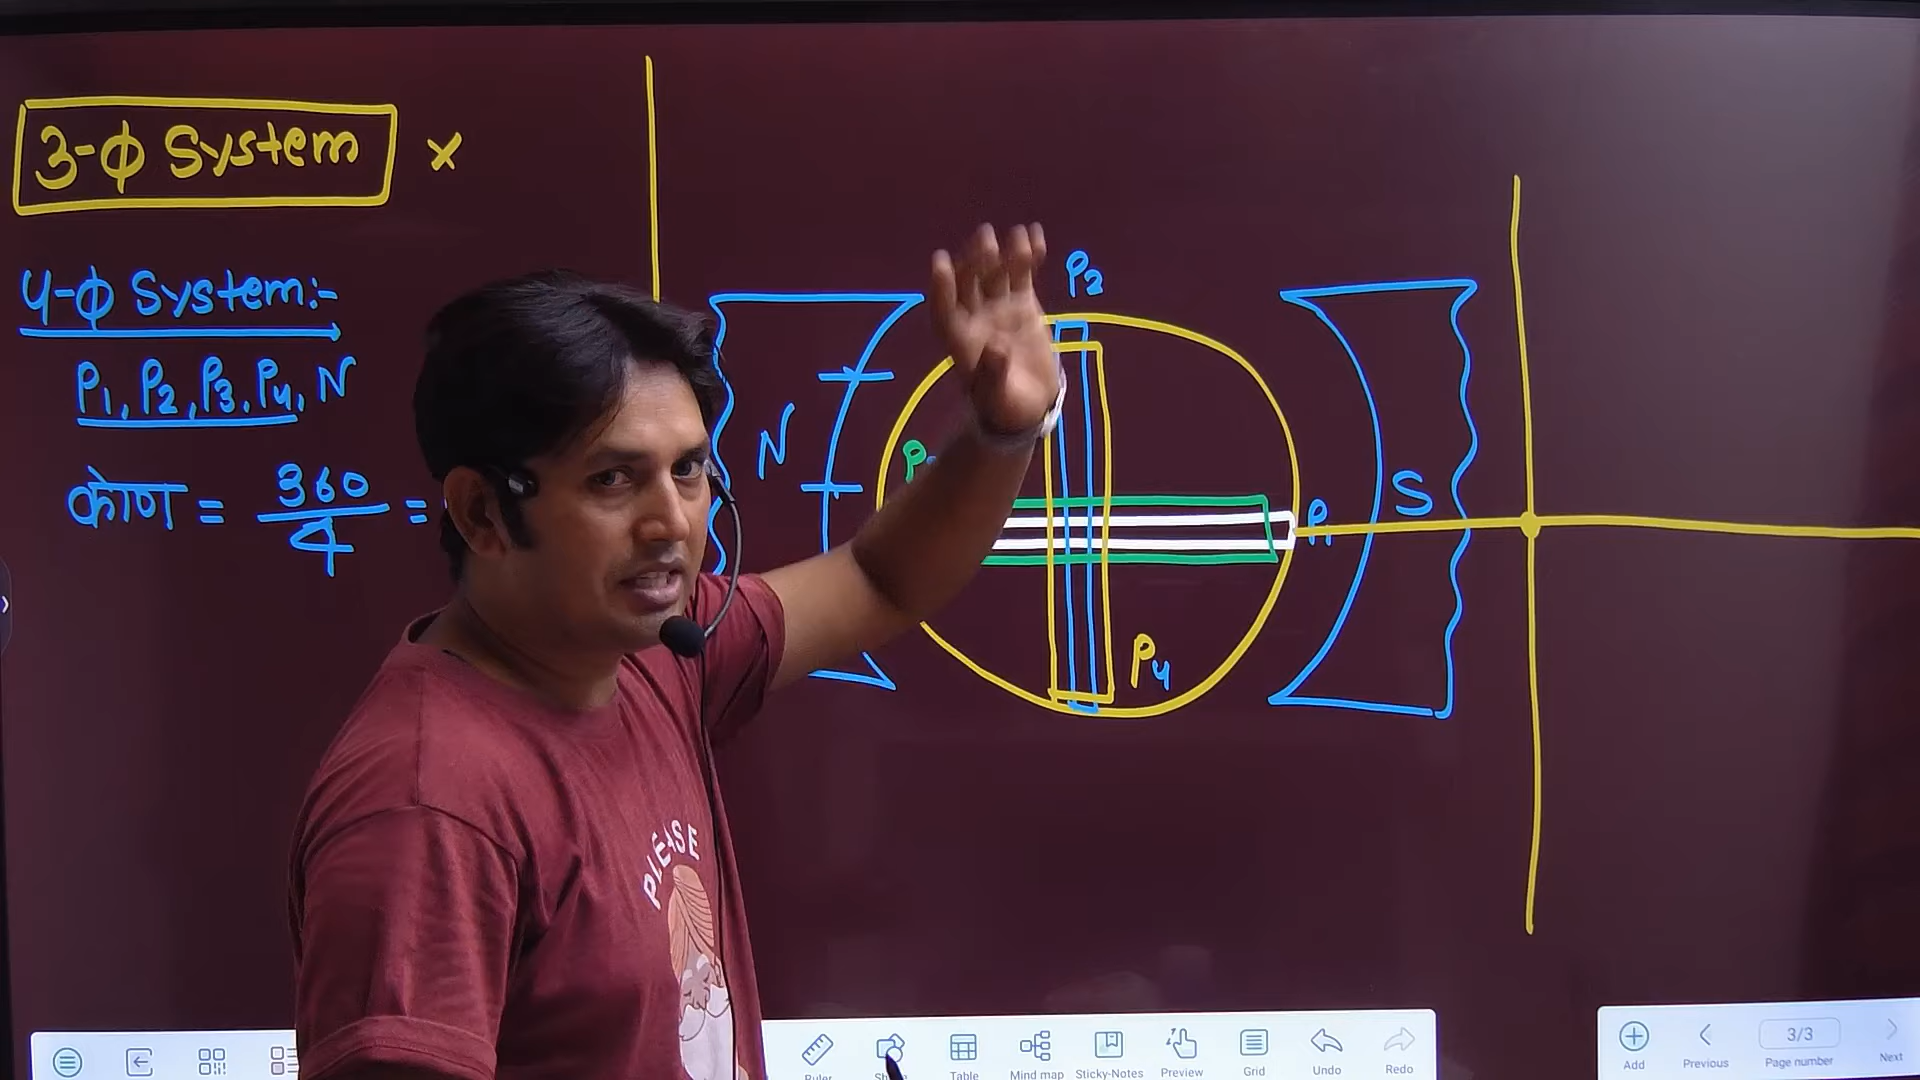 3-ϕ System ×
4-ϕ System:-
P1, P2, P3, P4, N
कोण = 360/4 =
P2
N
S
P1
P4
PLEASE
Ruler
Table
Mind map
Sticky-Notes
Preview
Grid
Undo
Redo
Add
Previous
3/3
Page number
Next